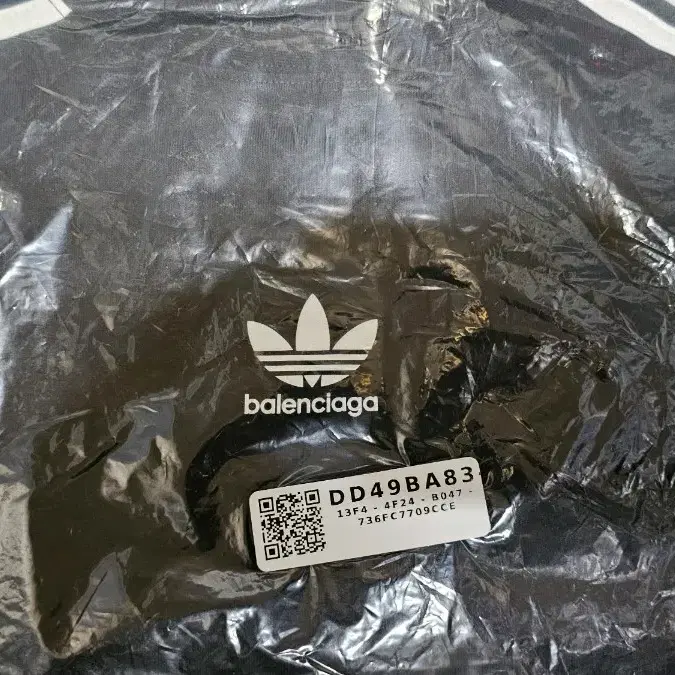 balenciaga
DD49BA83
13F4 - 4F24 - B047 -
736FC7709CCE